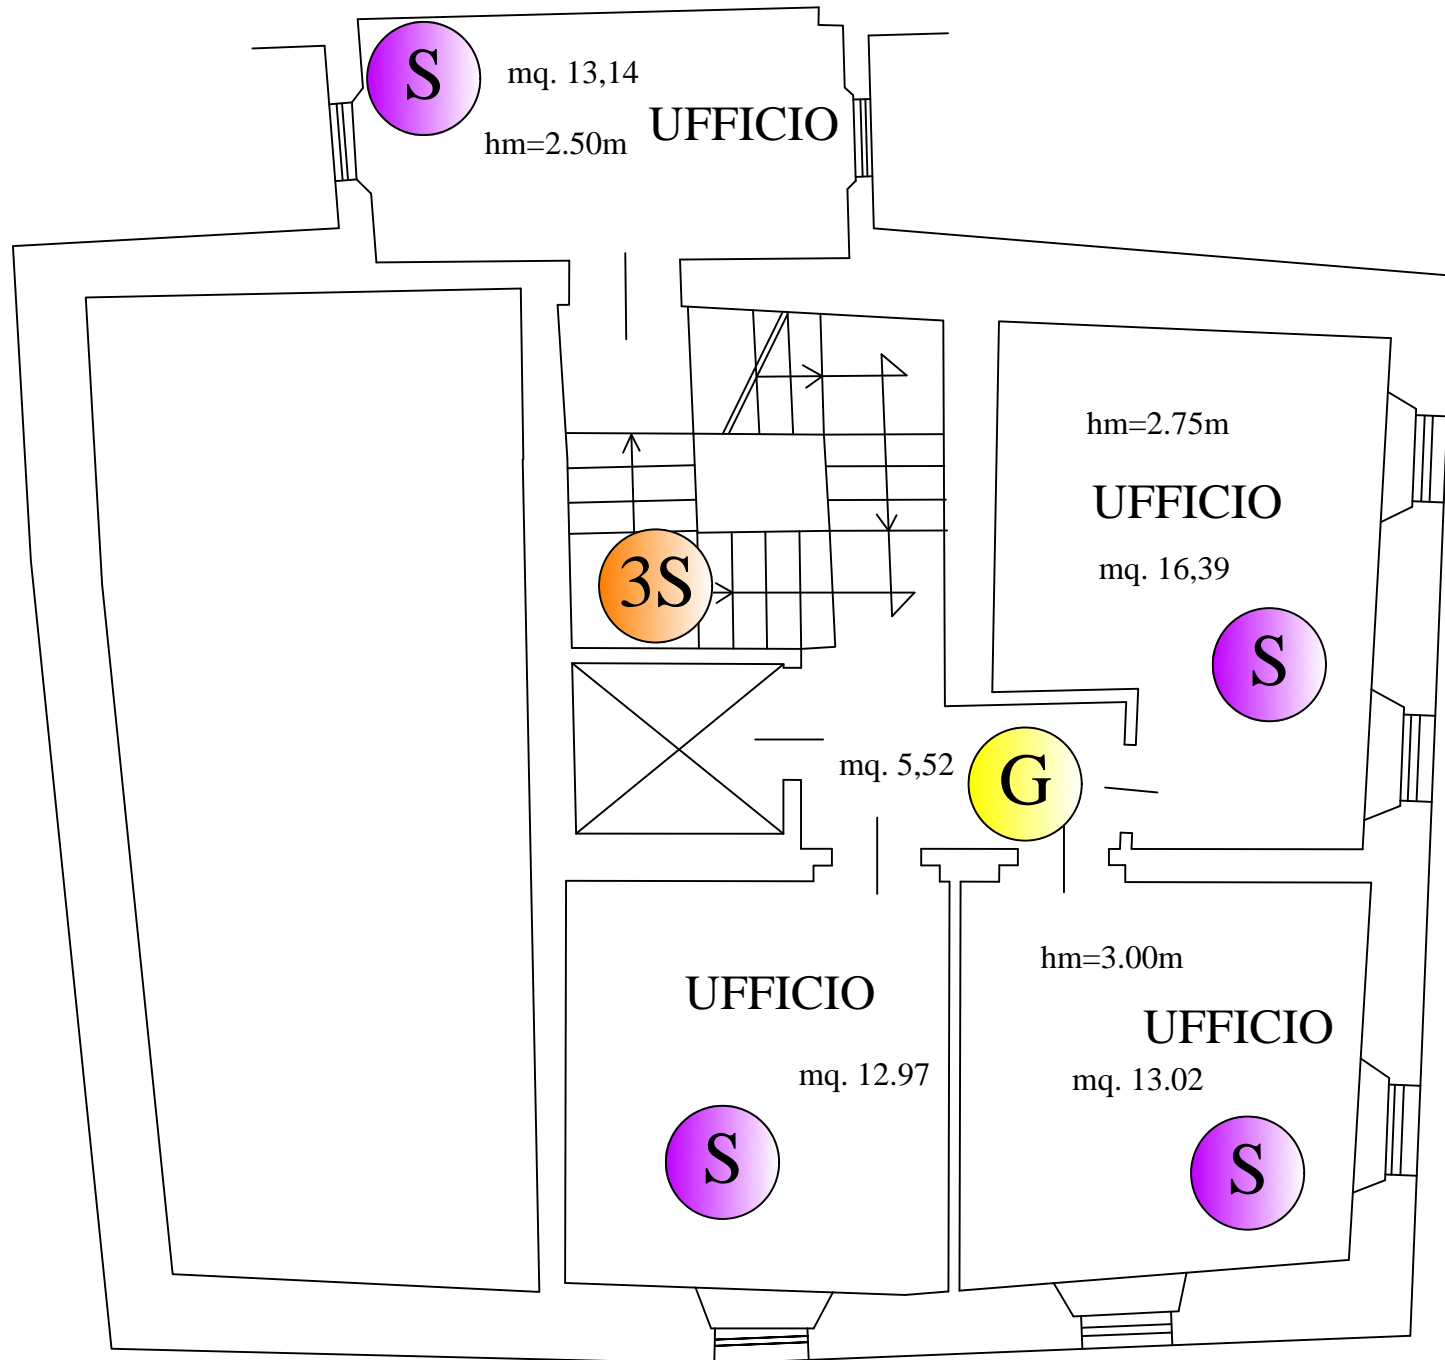 S
mq. 13,14
UFFICIO
hm=2.50m
hm=2.75m
UFFICIO
mq. 16,39
3S
S
mq. 5,52
G
hm=3.00m
UFFICIO
UFFICIO
mq. 12.97
mq. 13.02
S
S